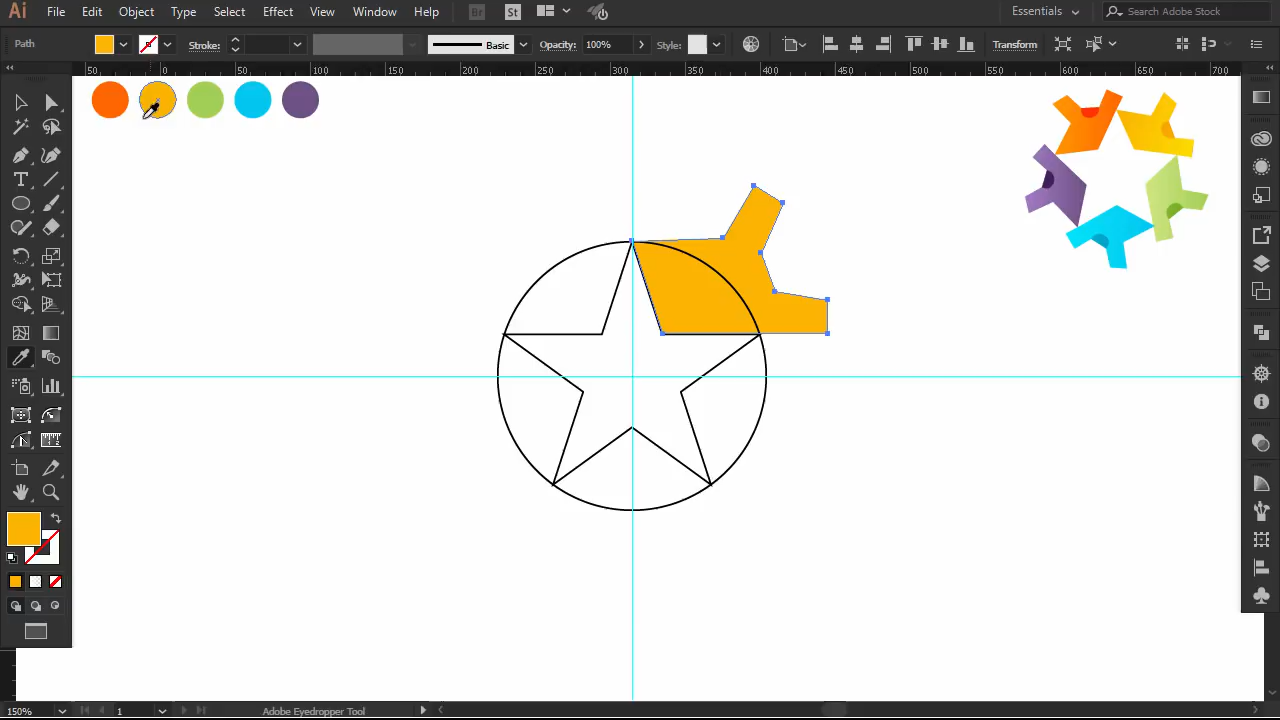 Ai File Edit Object Type Select Effect View Window Help Br St Essentials Search Adobe Stock
Path Stroke: Basic Opacity: 100% Style: Transform
50 0 50 100 150 200 250 300 350 400 450 500 550 600 650 700
150% 1 Adobe Eyedropper Tool